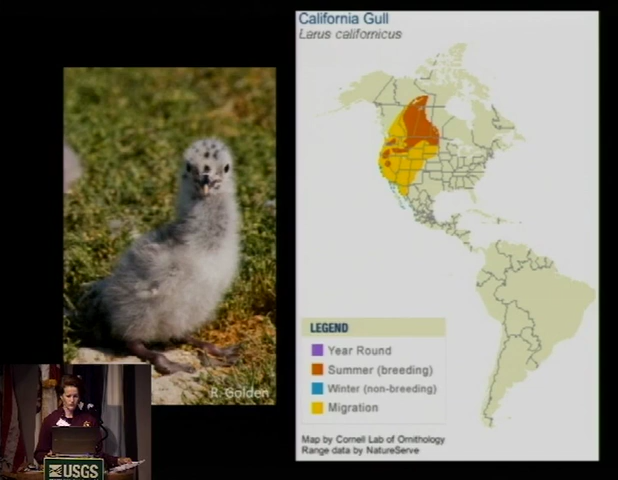 California Gull
Larus californicus
LEGEND
Year Round
Summer (breeding)
Winter (non-breeding)
Migration
Map by Cornell Lab of Ornithology
Range data by NatureServe
R. Golden
USGS